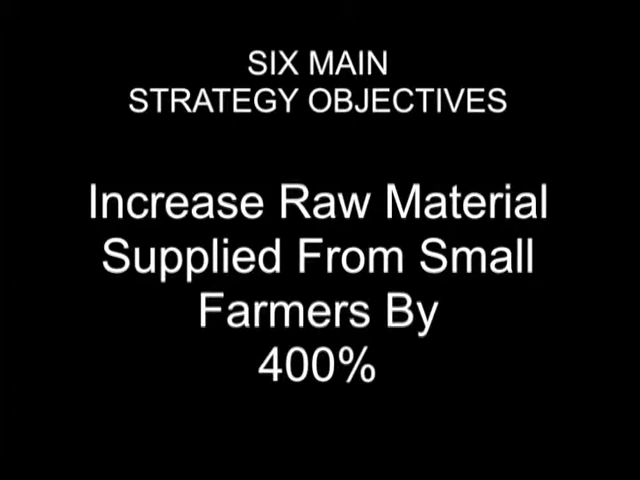 SIX MAIN
STRATEGY OBJECTIVES
Increase Raw Material
Supplied From Small
Farmers By
400%